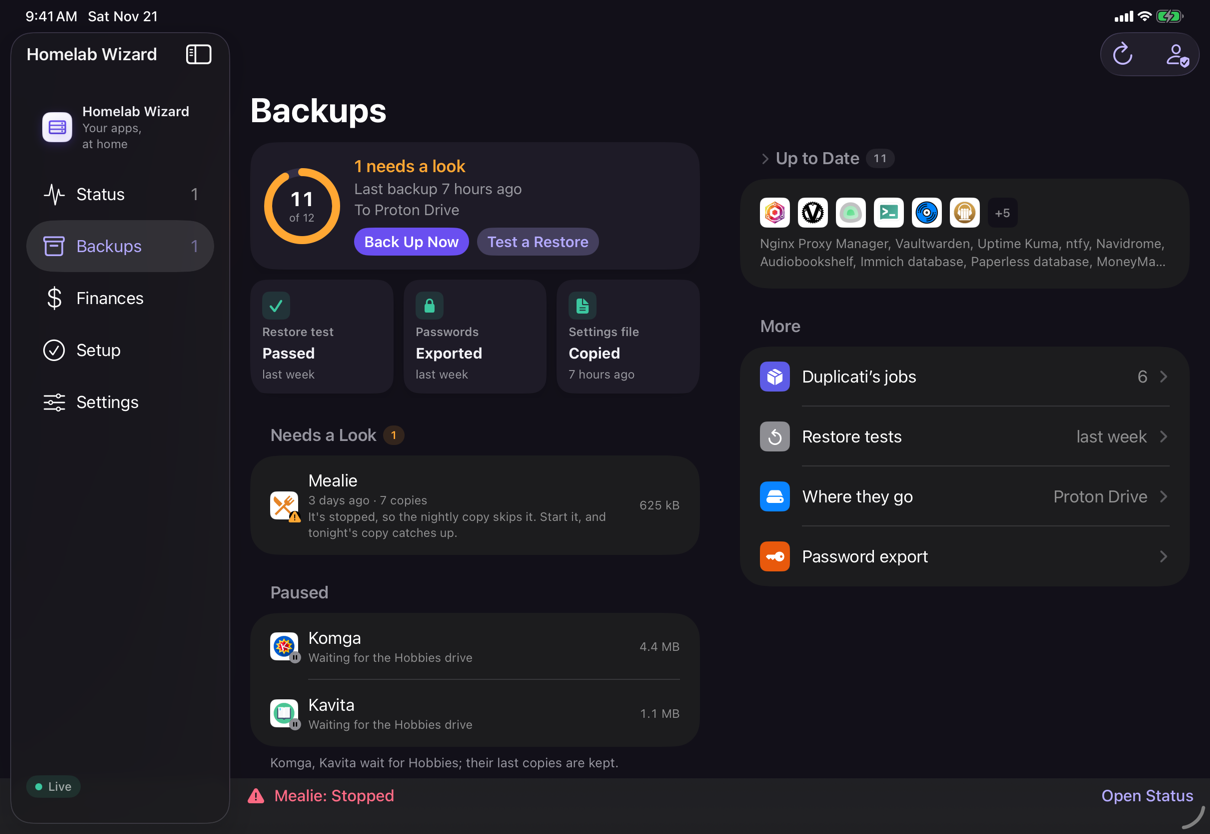 9:41 AM Sat Nov 21
Homelab Wizard
Homelab Wizard
Your apps,
at home
Status 1
Backups 1
Finances
Setup
Settings
Live
Backups
11
of 12
1 needs a look
Last backup 7 hours ago
To Proton Drive
Back Up Now Test a Restore
Restore test
Passed
last week
Passwords
Exported
last week
Settings file
Copied
7 hours ago
Needs a Look 1
Mealie
3 days ago · 7 copies
It's stopped, so the nightly copy skips it. Start it, and
tonight's copy catches up.
625 kB
Paused
Komga
Waiting for the Hobbies drive
4.4 MB
Kavita
Waiting for the Hobbies drive
1.1 MB
Komga, Kavita wait for Hobbies; their last copies are kept.
Up to Date 11
+5
Nginx Proxy Manager, Vaultwarden, Uptime Kuma, ntfy, Navidrome,
Audiobookshelf, Immich database, Paperless database, MoneyMa...
More
Duplicati’s jobs 6
Restore tests last week
Where they go Proton Drive
Password export
Mealie: Stopped
Open Status